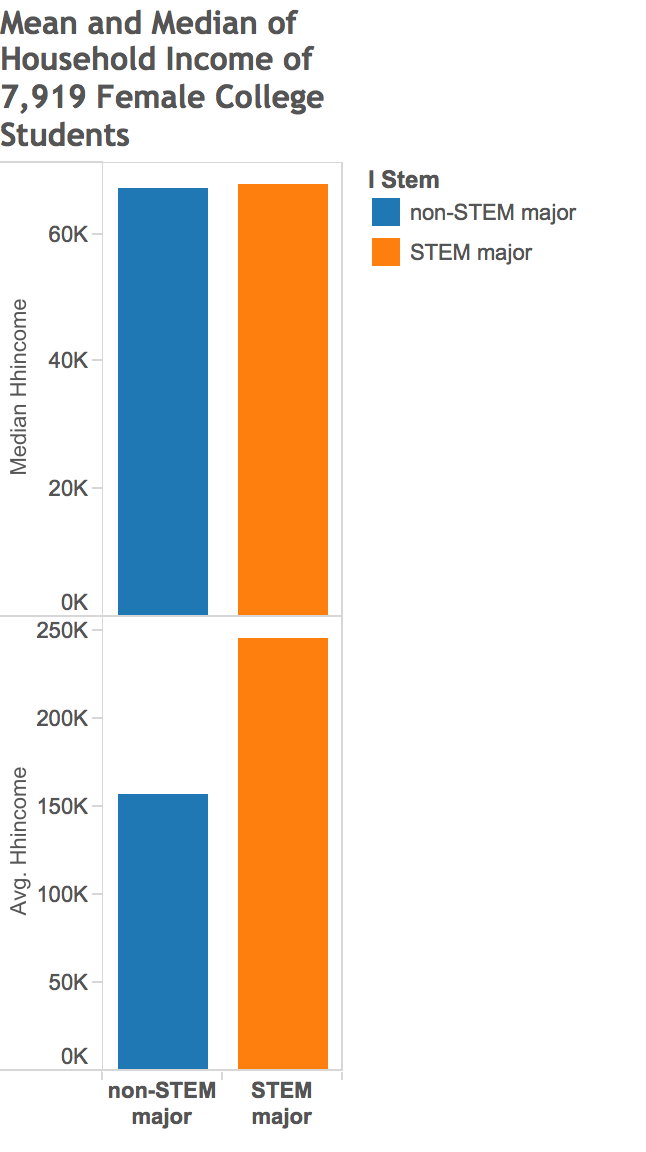 Mean and Median of
Household Income of
7,919 Female College
Students
I Stem
non-STEM major
STEM major
Median Hhincome
60K
40K
20K
0K
Avg. Hhincome
250K
200K
150K
100K
50K
0K
non-STEM
major
STEM
major